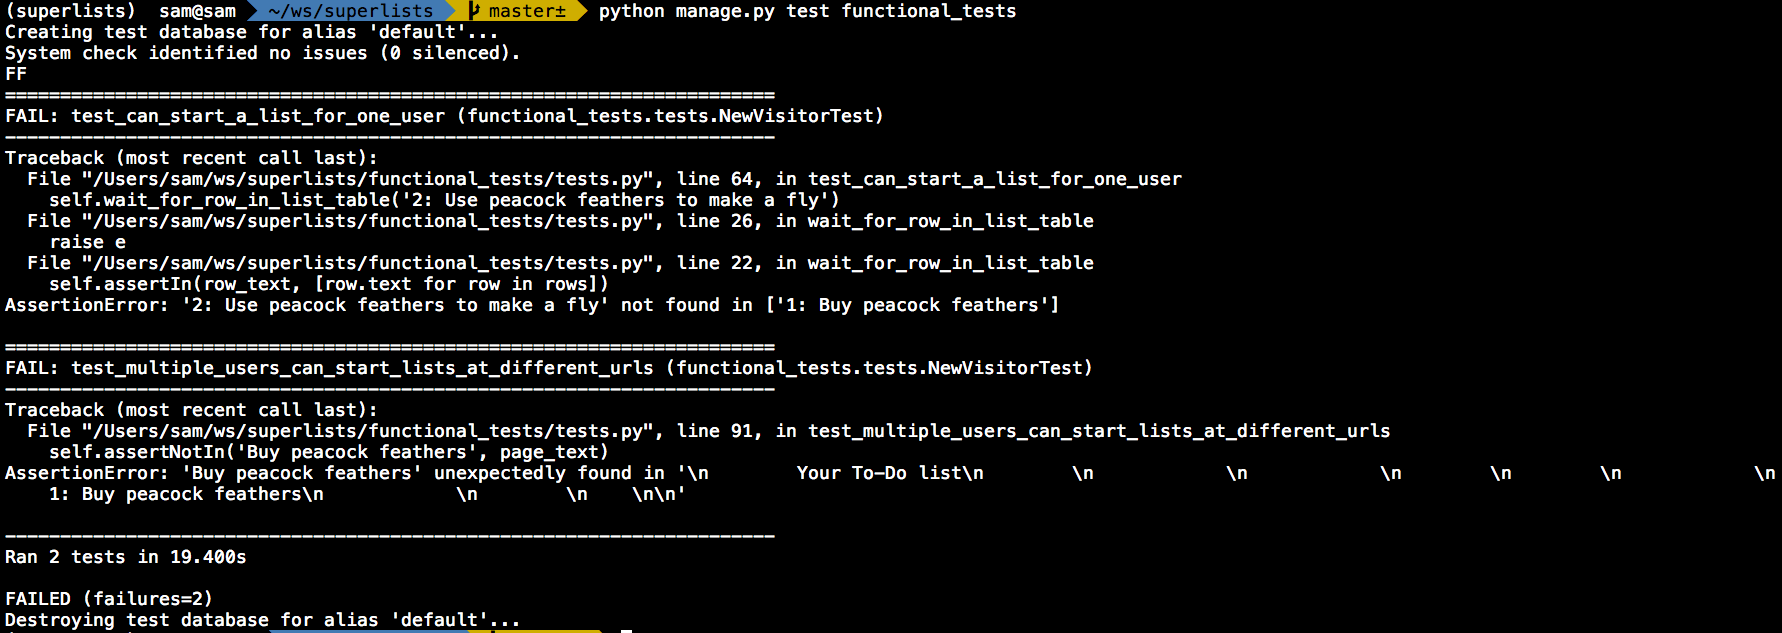 (superlists) sam@sam ~/ws/superlists master± python manage.py test functional_tests
Creating test database for alias 'default'...
System check identified no issues (0 silenced).
FF
======================================================================
FAIL: test_can_start_a_list_for_one_user (functional_tests.tests.NewVisitorTest)
----------------------------------------------------------------------
Traceback (most recent call last):
  File "/Users/sam/ws/superlists/functional_tests/tests.py", line 64, in test_can_start_a_list_for_one_user
    self.wait_for_row_in_list_table('2: Use peacock feathers to make a fly')
  File "/Users/sam/ws/superlists/functional_tests/tests.py", line 26, in wait_for_row_in_list_table
    raise e
  File "/Users/sam/ws/superlists/functional_tests/tests.py", line 22, in wait_for_row_in_list_table
    self.assertIn(row_text, [row.text for row in rows])
AssertionError: '2: Use peacock feathers to make a fly' not found in ['1: Buy peacock feathers']
======================================================================
FAIL: test_multiple_users_can_start_lists_at_different_urls (functional_tests.tests.NewVisitorTest)
----------------------------------------------------------------------
Traceback (most recent call last):
  File "/Users/sam/ws/superlists/functional_tests/tests.py", line 91, in test_multiple_users_can_start_lists_at_different_urls
    self.assertNotIn('Buy peacock feathers', page_text)
AssertionError: 'Buy peacock feathers' unexpectedly found in '\n        Your To-Do list\n        \n            \n            \n        \n        \n            \n
    1: Buy peacock feathers\n            \n        \n    \n\n'
----------------------------------------------------------------------
Ran 2 tests in 19.400s
FAILED (failures=2)
Destroying test database for alias 'default'...